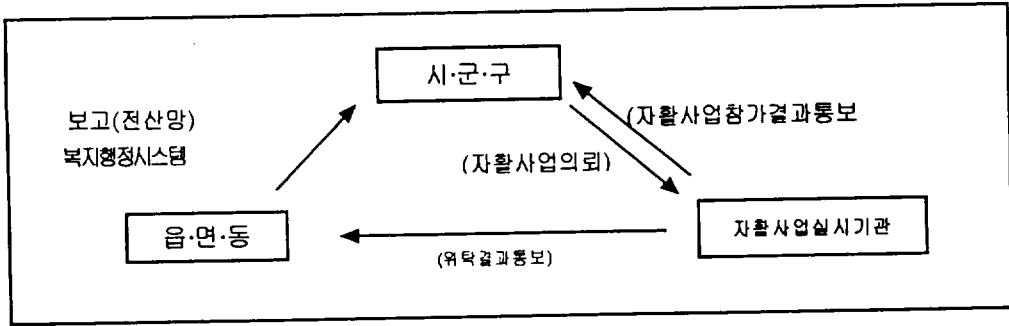 시·군·구
보고(전산망)
복지행정시스템
(자활사업참가결과통보
(자활사업의뢰)
읍·면·동
자활사업실시기관
(위탁결과통보)